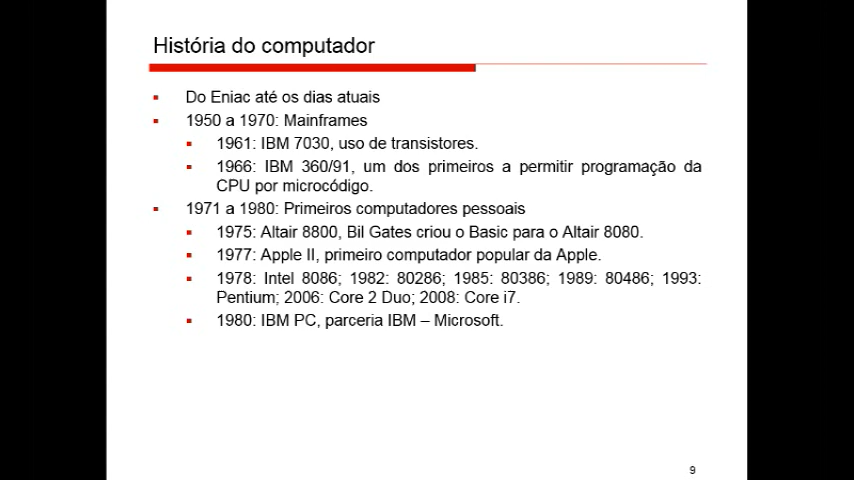 História do computador
Do Eniac até os dias atuais
1950 a 1970: Mainframes
1961: IBM 7030, uso de transistores.
1966: IBM 360/91, um dos primeiros a permitir programação da
CPU por microcódigo.
1971 a 1980: Primeiros computadores pessoais
1975: Altair 8800, Bil Gates criou o Basic para o Altair 8080.
1977: Apple II, primeiro computador popular da Apple.
1978: Intel 8086; 1982: 80286; 1985: 80386; 1989: 80486; 1993:
Pentium; 2006: Core 2 Duo; 2008: Core i7.
1980: IBM PC, parceria IBM – Microsoft.
9